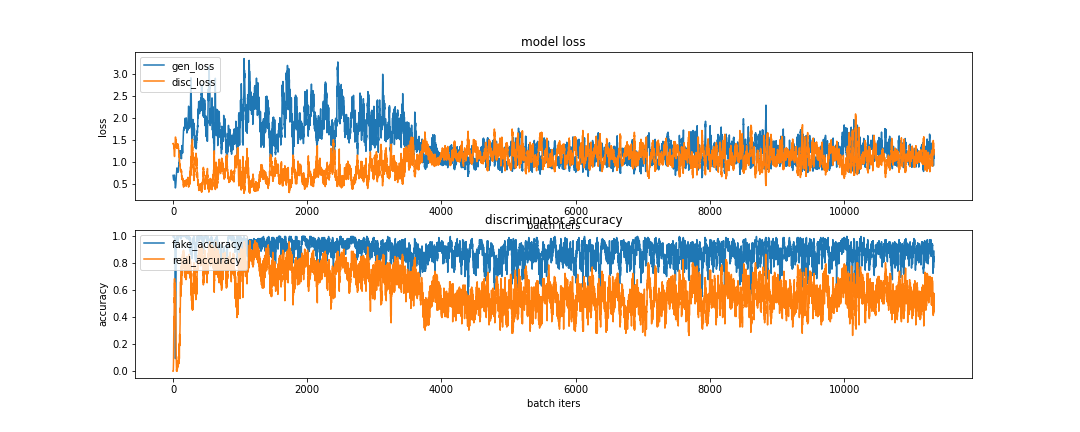 model loss
gen_loss
disc_loss
loss
3.0
2.5
2.0
1.5
1.0
0.5
0 2000 4000 6000 8000 10000
batch iters
discriminator accuracy
fake_accuracy
real_accuracy
accuracy
1.0
0.8
0.6
0.4
0.2
0.0
0 2000 4000 6000 8000 10000
batch iters